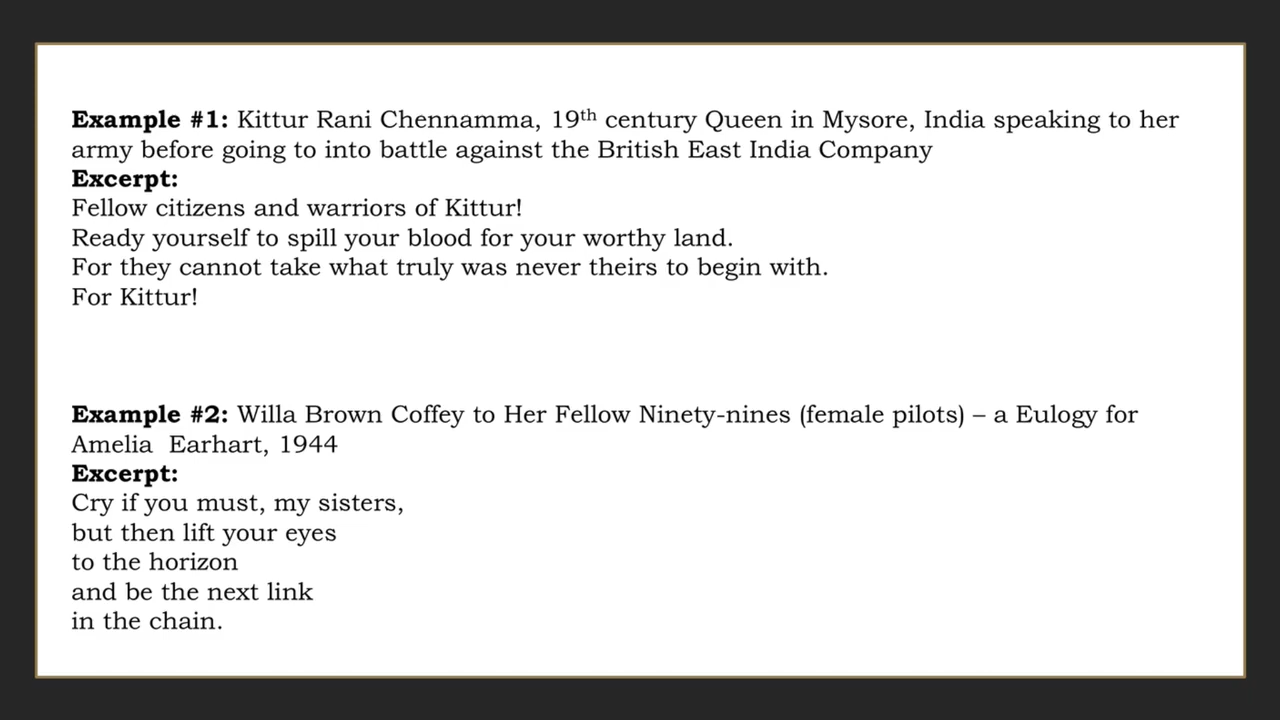 Example #1: Kittur Rani Chennamma, 19th century Queen in Mysore, India speaking to her
army before going to into battle against the British East India Company
Excerpt:
Fellow citizens and warriors of Kittur!
Ready yourself to spill your blood for your worthy land.
For they cannot take what truly was never theirs to begin with.
For Kittur!
Example #2: Willa Brown Coffey to Her Fellow Ninety-nines (female pilots) – a Eulogy for
Amelia  Earhart, 1944
Excerpt:
Cry if you must, my sisters,
but then lift your eyes
to the horizon
and be the next link
in the chain.